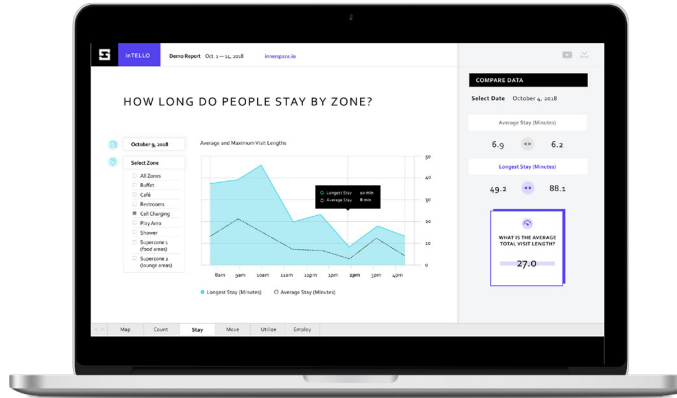 inTELLO
Demo Report Oct. 1 — 14, 2018 innerspace.io
HOW LONG DO PEOPLE STAY BY ZONE?
October 9, 2018
Select Zone
All Zones
Buffet
Café
Restrooms
Cell Charging
Play Area
Shower
Superzone 1
(food areas)
Superzone 2
(lounge areas)
Average and Maximum Visit Lengths
50
40
30
20
10
0
Longest Stay 90 min
Average Stay 8 min
8am 9am 10am 11am 12pm 1pm 2pm 3pm 4pm
Longest Stay (Minutes) Average Stay (Minutes)
COMPARE DATA
Select Date October 4, 2018
Average Stay (Minutes)
6.9 6.2
Longest Stay (Minutes)
49.2 88.1
WHAT IS THE AVERAGE
TOTAL VISIT LENGTH?
27.0
Map Count Stay Move Utilize Employ